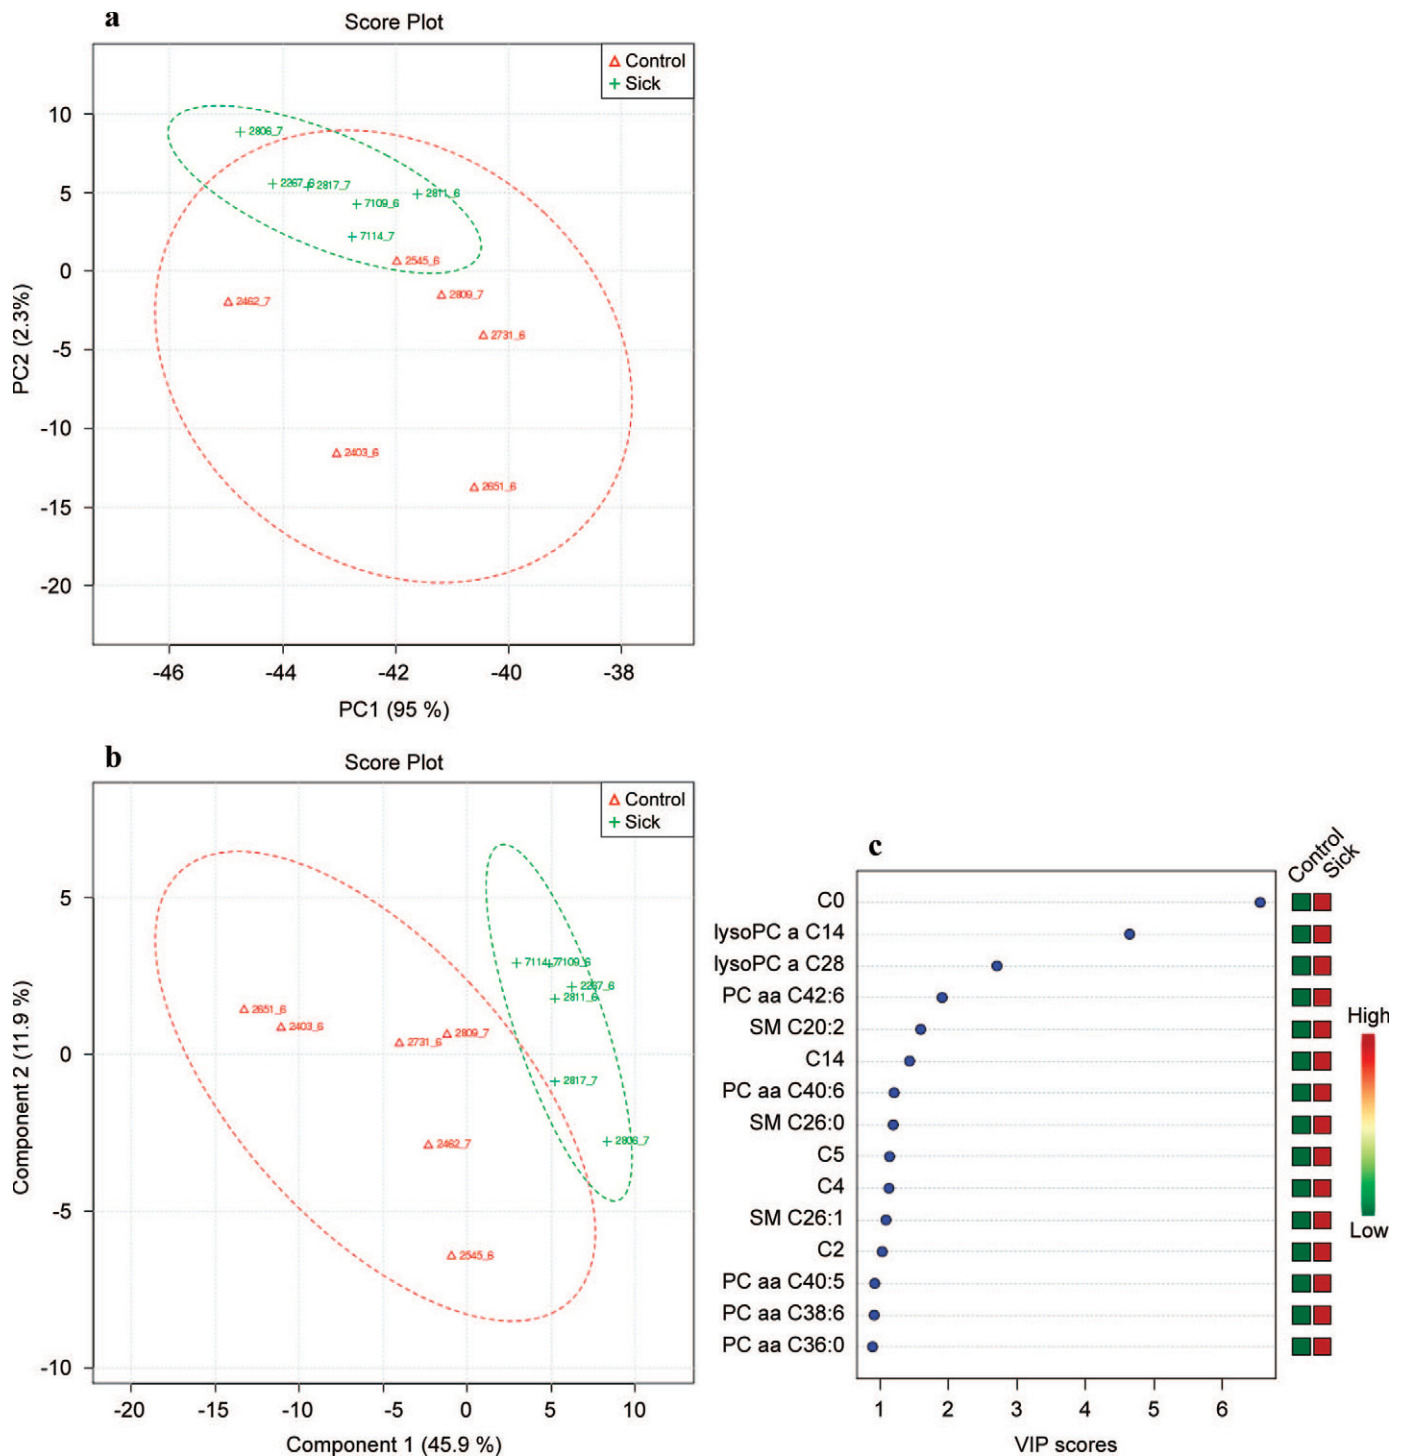 a
Score Plot
Control
Sick
2806_7
2267_6
2817_7
2811_6
7109_6
7114_7
2545_6
2462_7
2809_7
2731_6
2403_6
2651_6
10
5
0
-5
-10
-15
-20
PC2 (2.3%)
-46
-44
-42
-40
-38
PC1 (95 %)
b
Score Plot
Control
Sick
7114_7
7109_6
2267_6
2811_6
2651_6
2403_6
2731_6
2809_7
2817_7
2462_7
2806_7
2545_6
5
0
-5
-10
Component 2 (11.9 %)
-20
-15
-10
-5
0
5
10
Component 1 (45.9 %)
c
Control
Sick
C0
lysoPC a C14
lysoPC a C28
PC aa C42:6
SM C20:2
C14
PC aa C40:6
SM C26:0
C5
C4
SM C26:1
C2
PC aa C40:5
PC aa C38:6
PC aa C36:0
High
Low
1
2
3
4
5
6
VIP scores